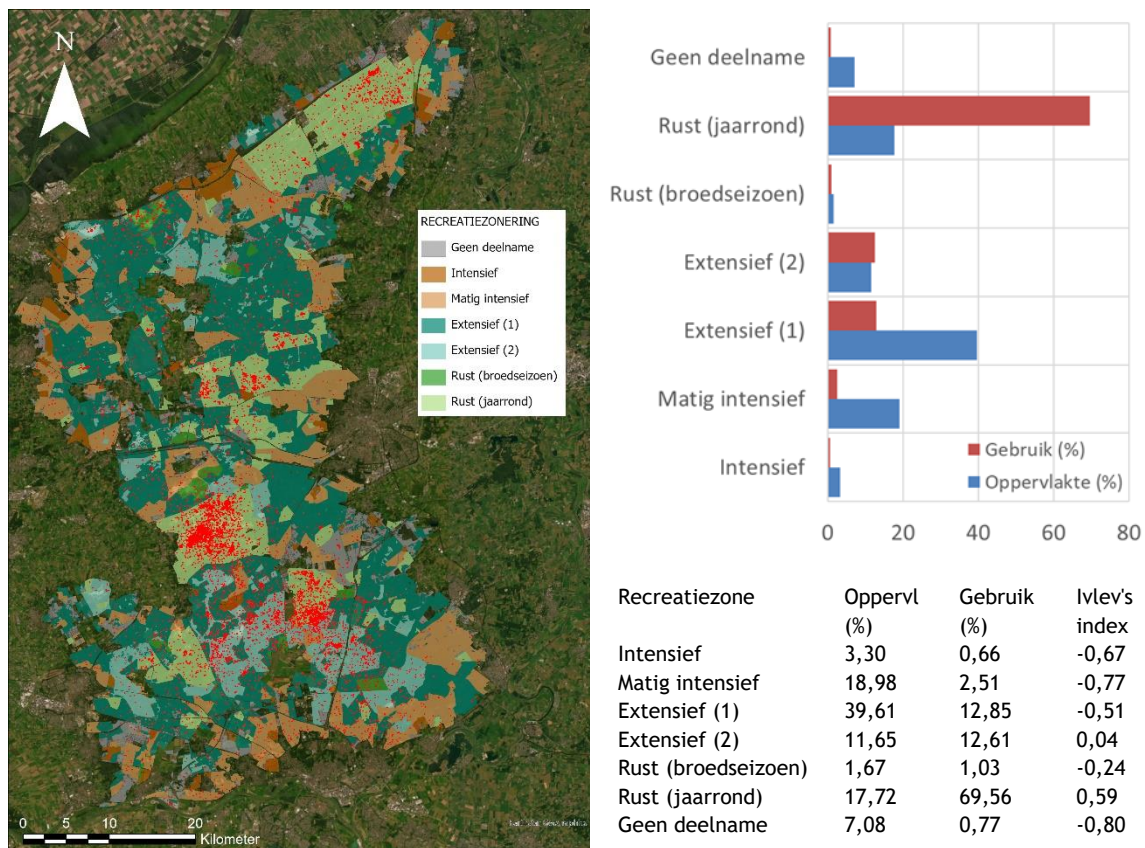 N
RECREATIEZONERING
Geen deelname
Intensief
Matig intensief
Extensief (1)
Extensief (2)
Rust (broedseizoen)
Rust (jaarrond)
0 5 10 20
Kilometer
Geen deelname
Rust (jaarrond)
Rust (broedseizoen)
Extensief (2)
Extensief (1)
Matig intensief
Intensief
Gebruik (%)
Oppervlakte (%)
0 20 40 60 80
Recreatiezone Oppervl Gebruik Ivlev's
(%) (%) index
Intensief 3,30 0,66 -0,67
Matig intensief 18,98 2,51 -0,77
Extensief (1) 39,61 12,85 -0,51
Extensief (2) 11,65 12,61 0,04
Rust (broedseizoen) 1,67 1,03 -0,24
Rust (jaarrond) 17,72 69,56 0,59
Geen deelname 7,08 0,77 -0,80